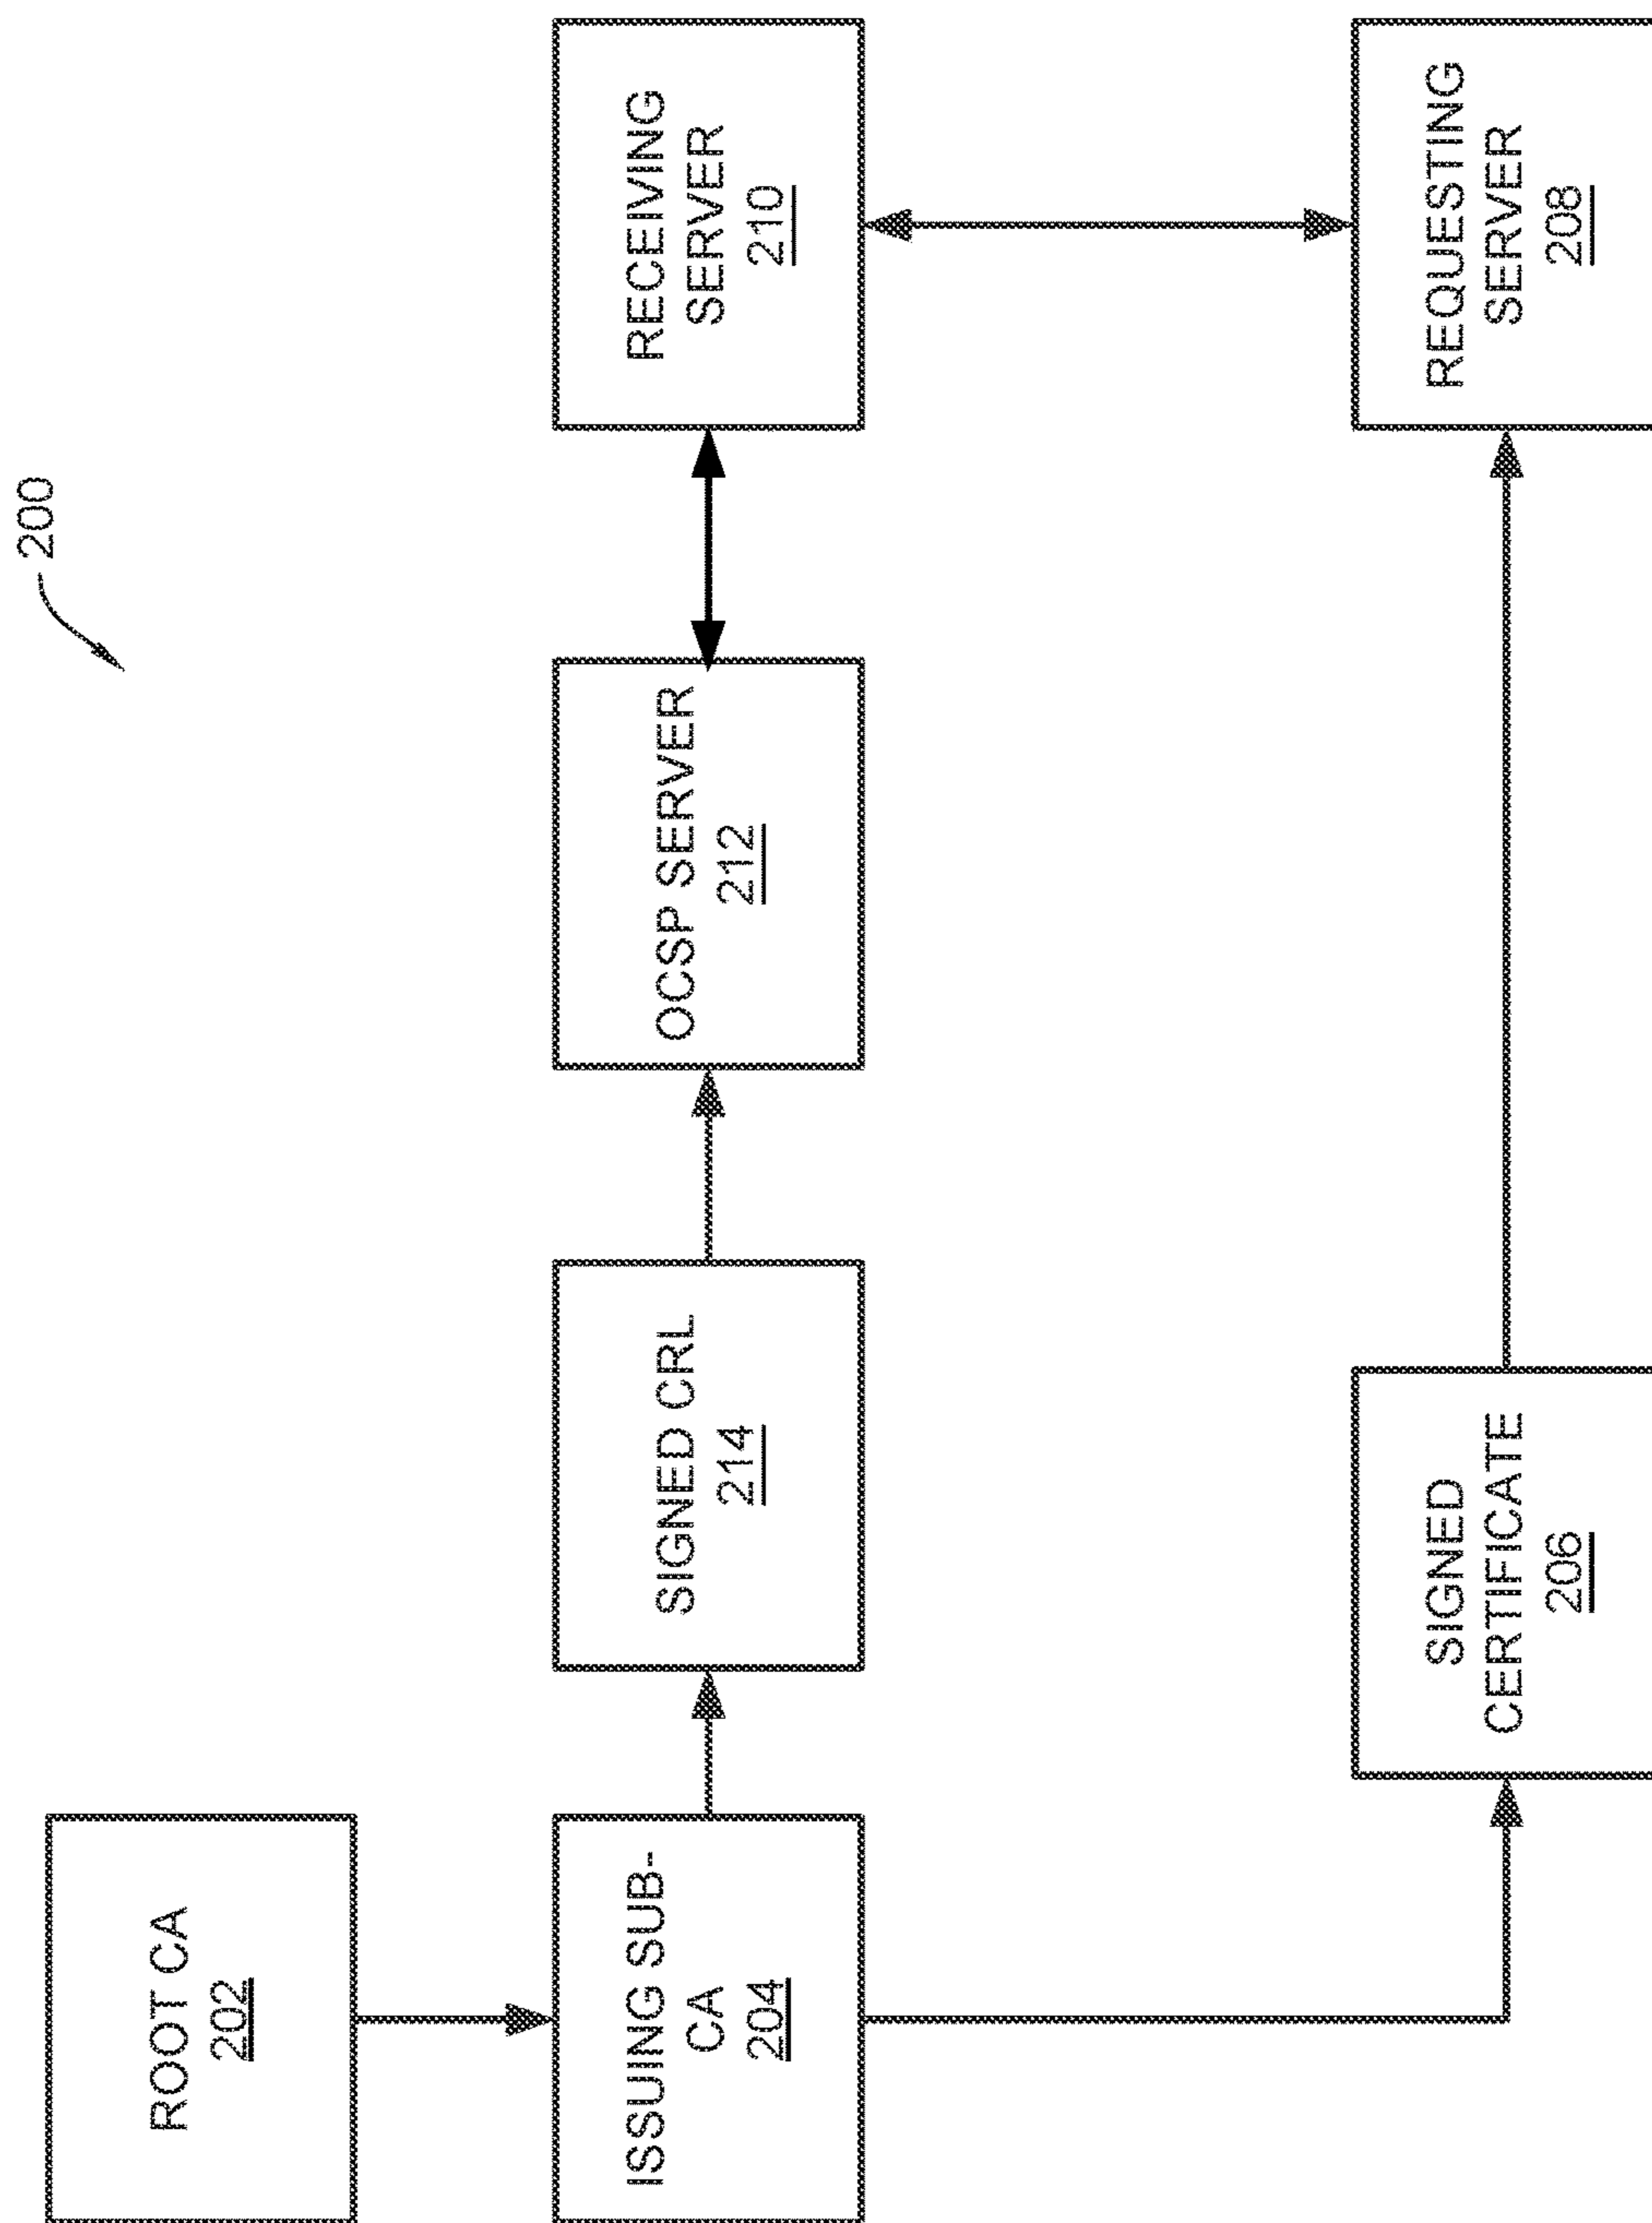 200
ROOT CA
202
ISSUING SUB-
CA
204
SIGNED CRL
214
OCSP SERVER
212
RECEIVING
SERVER
210
SIGNED
CERTIFICATE
206
REQUESTING
SERVER
208